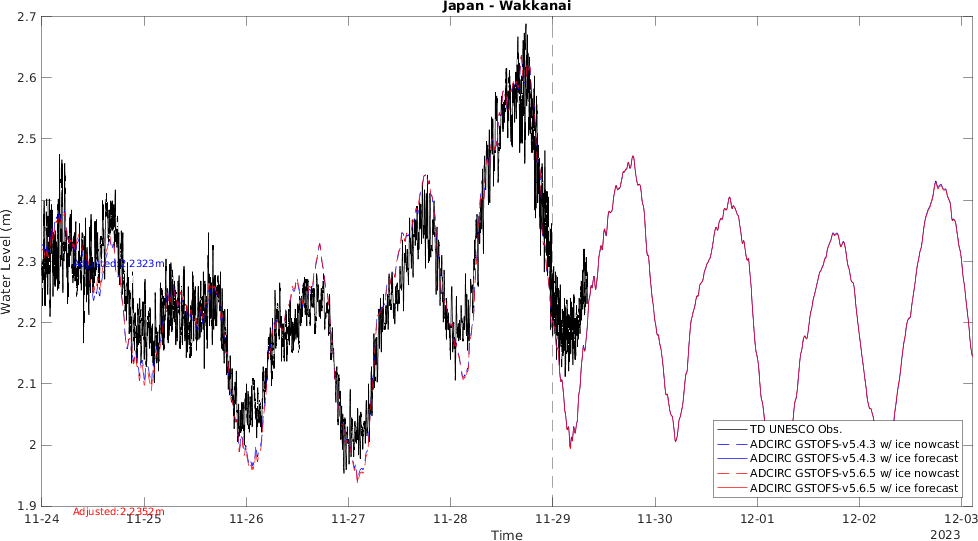 Japan - Wakkanai
2.7
2.6
2.5
2.4
2.3
2.2
2.1
2
1.9
Water Level (m)
Adjusted:2.2323m
Adjusted:2.2352m
TD UNESCO Obs.
ADCIRC GSTOFS-v5.4.3 w/ ice nowcast
ADCIRC GSTOFS-v5.4.3 w/ ice forecast
ADCIRC GSTOFS-v5.6.5 w/ ice nowcast
ADCIRC GSTOFS-v5.6.5 w/ ice forecast
11-24 11-25 11-26 11-27 11-28 11-29 11-30 12-01 12-02 12-03
Time
2023